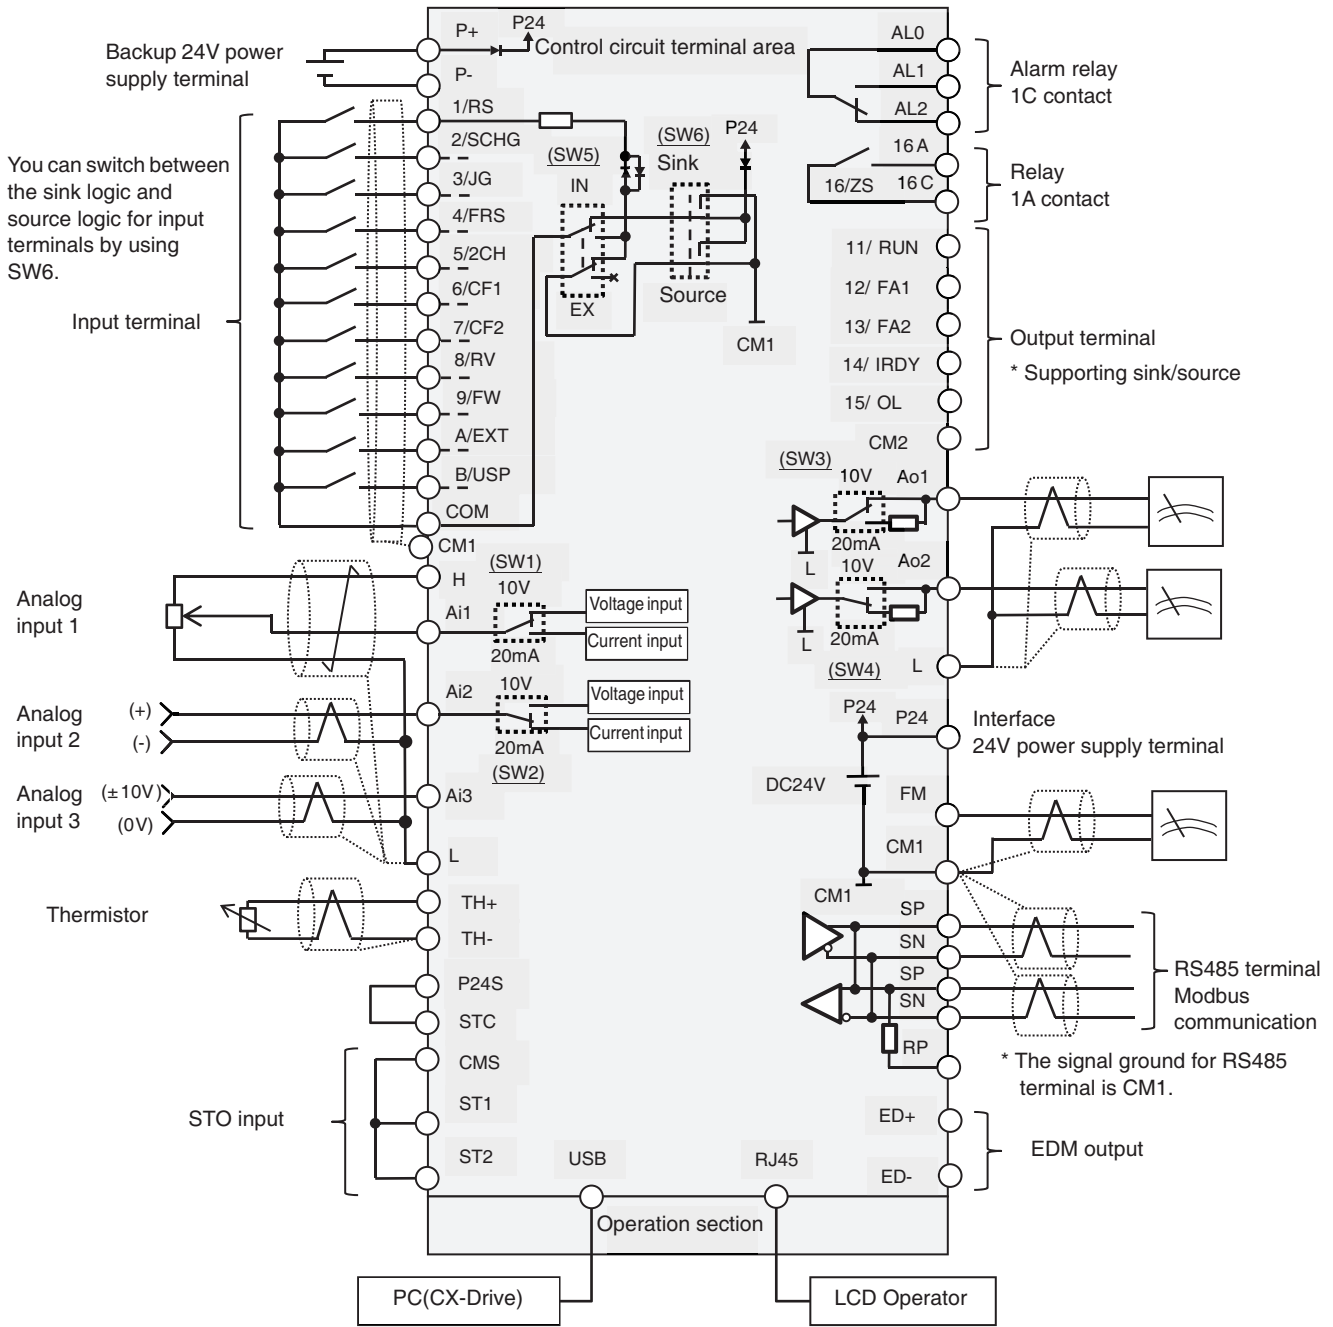 Backup 24V power
supply terminal
P+
P24
P-
Control circuit terminal area
AL0
AL1
AL2
Alarm relay
1C contact
1/RS
2/SCHG
3/JG
4/FRS
5/2CH
6/CF1
7/CF2
8/RV
9/FW
A/EXT
B/USP
COM
CM1
You can switch between
the sink logic and
source logic for input
terminals by using
SW6.
Input terminal
(SW5)
IN
EX
(SW6)
Sink
Source
P24
CM1
16A
16/ZS
16C
Relay
1A contact
11/ RUN
12/ FA1
13/ FA2
14/ IRDY
15/ OL
CM2
Output terminal
* Supporting sink/source
(SW3)
10V
Ao1
20mA
L
10V
Ao2
20mA
L
(SW4)
L
Analog
input 1
H
Ai1
(SW1)
10V
20mA
Voltage input
Current input
Analog
input 2
(+)
(-)
Ai2
10V
20mA
(SW2)
Voltage input
Current input
Analog
input 3
(±10V)
(0V)
Ai3
L
P24
P24
Interface
24V power supply terminal
DC24V
FM
CM1
CM1
Thermistor
TH+
TH-
SP
SN
SP
SN
RP
RS485 terminal
Modbus
communication
* The signal ground for RS485
terminal is CM1.
P24S
STC
CMS
ST1
ST2
STO input
ED+
ED-
EDM output
USB
RJ45
Operation section
PC(CX-Drive)
LCD Operator